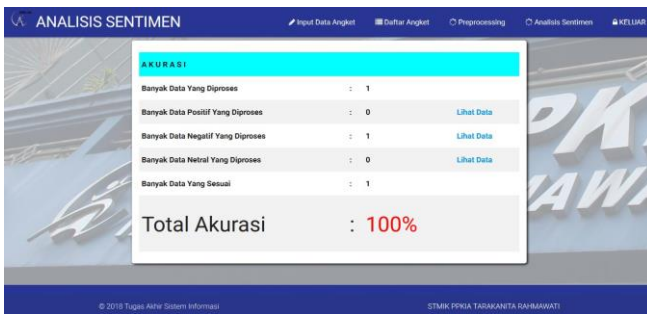 ANALISIS SENTIMEN
Input Data Angket Daftar Angket Preprocessing Analisis Sentimen KELUAR
AKURASI
Banyak Data Yang Diproses : 1
Banyak Data Positif Yang Diproses : 0 Lihat Data
Banyak Data Negatif Yang Diproses : 1 Lihat Data
Banyak Data Netral Yang Diproses : 0 Lihat Data
Banyak Data Yang Sesuai : 1
Total Akurasi : 100%
© 2018 Tugas Akhir Sistem Informasi STMIK PPKIA TARAKANITA RAHMAWATI